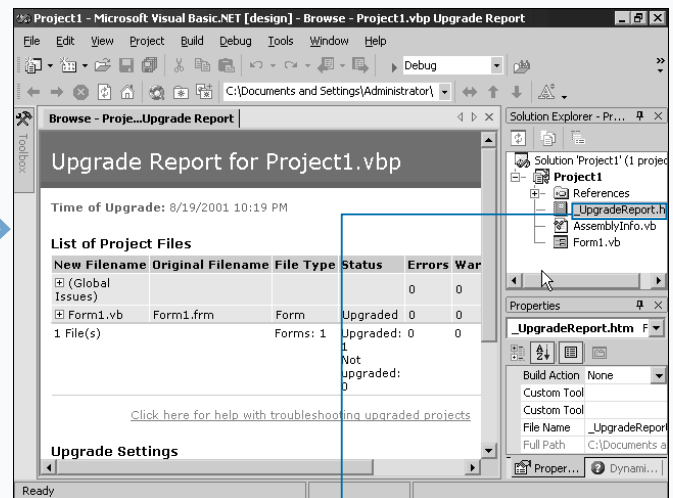 Project1 - Microsoft Visual Basic.NET [design] - Browse - Project1.vbp Upgrade Report
File Edit View Project Build Debug Tools Window Help
Debug
C:\Documents and Settings\Administrator\
Toolbox
Browse - Proje...Upgrade Report
Upgrade Report for Project1.vbp
Time of Upgrade: 8/19/2001 10:19 PM
List of Project Files
New Filename Original Filename File Type Status Errors War
(Global Issues) 0 0
Form1.vb Form1.frm Form Upgraded 0 0
1 File(s) Forms: 1 Upgraded: 1 Not upgraded: 0 0 0
Click here for help with troubleshooting upgraded projects
Upgrade Settings
Solution Explorer - Pr...
Solution 'Project1' (1 projec
Project1
References
_UpgradeReport.h
AssemblyInfo.vb
Form1.vb
Properties
_UpgradeReport.htm F
Build Action None
Custom Tool
Custom Tool
File Name _UpgradeReport
Full Path C:\Documents a
Proper... Dynami...
Ready